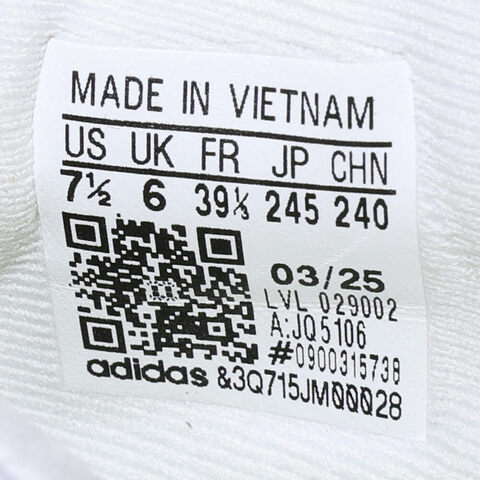 MADE IN VIETNAM
US UK FR JP CHN
7½ 6 39⅓ 245 240
03/25
LVL 029002
A:JQ5106
#0900315738
adidas &3Q715JM00028